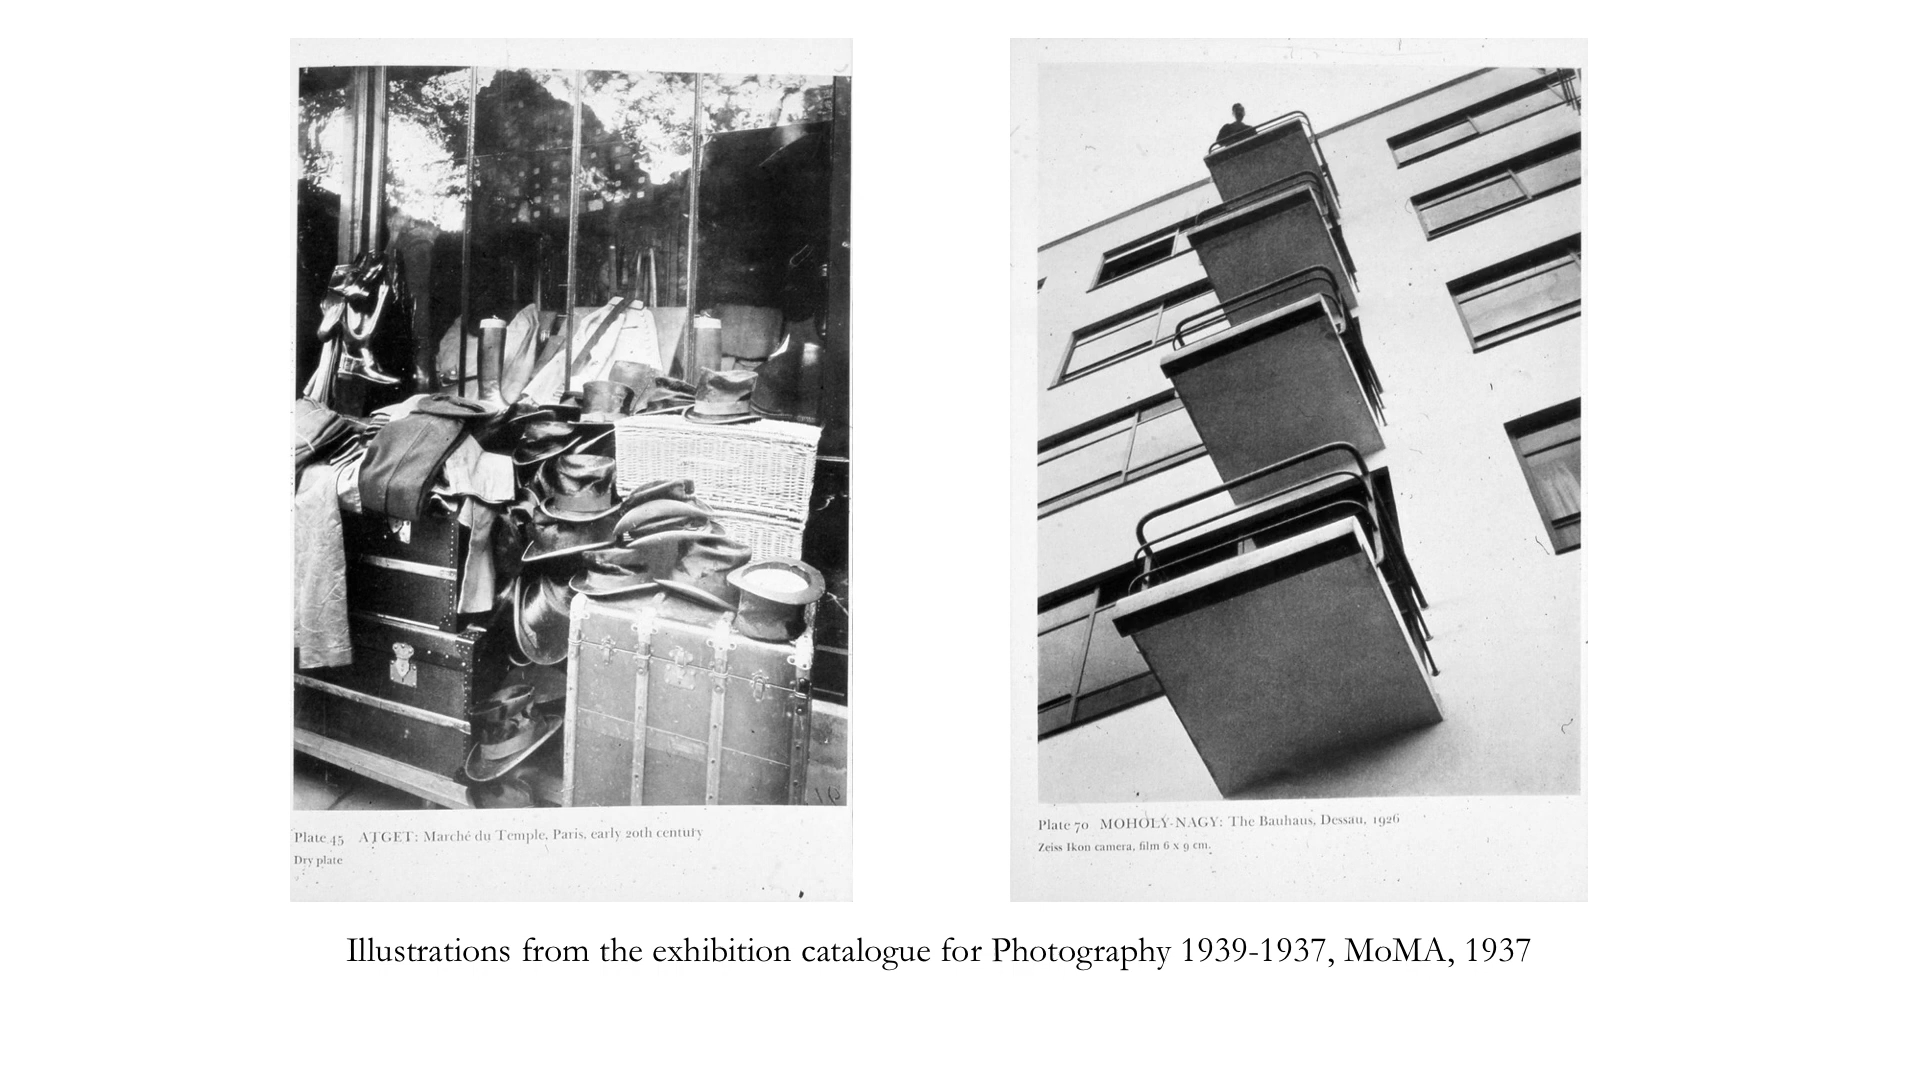 Plate 45 ATGET: Marché du Temple, Paris, early 20th century
Dry plate
Plate 70 MOHOLY-NAGY: The Bauhaus, Dessau, 1926
Zeiss Ikon camera, film 6 x 9 cm.
Illustrations from the exhibition catalogue for Photography 1939-1937, MoMA, 1937